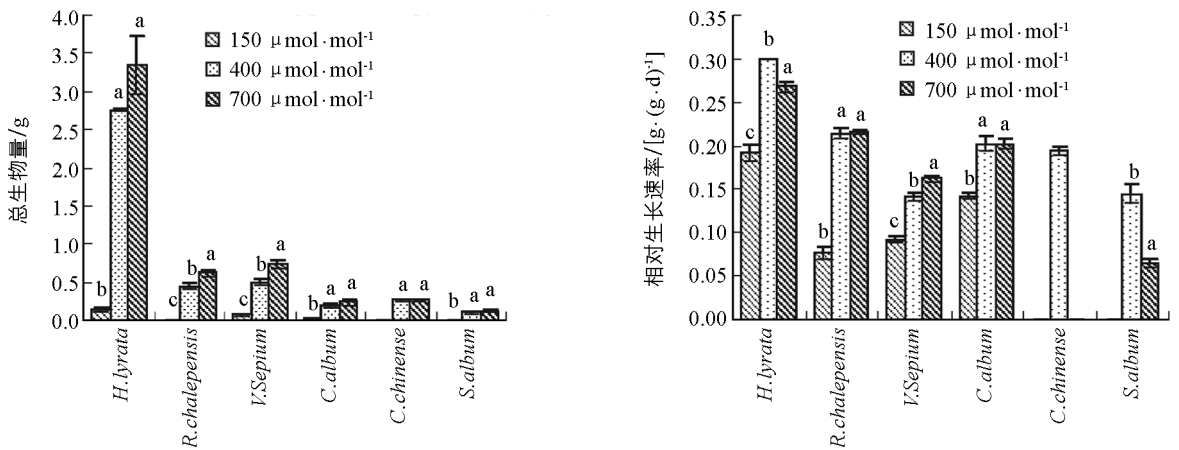 4.0
3.5
3.0
2.5
4.0
1.5
1.0
0.5
0.0
总生物量/g
150 μmol·mol⁻¹
400 μmol·mol⁻¹
700 μmol·mol⁻¹
b a a
c b a
c b a
b a a
a a
b a a
H.lyrata
R.chalepensis
V.Sepium
C.album
C.chinense
S.album
0.35
0.30
0.25
0.20
0.15
0.10
0.05
0.00
相对生长速率/[g·(g·d)⁻¹]
150 μmol·mol⁻¹
400 μmol·mol⁻¹
700 μmol·mol⁻¹
c b a
b a a
c b a
b a a
b a
H.lyrata
R.chalepensis
V.Sepium
C.album
C.chinense
S.album